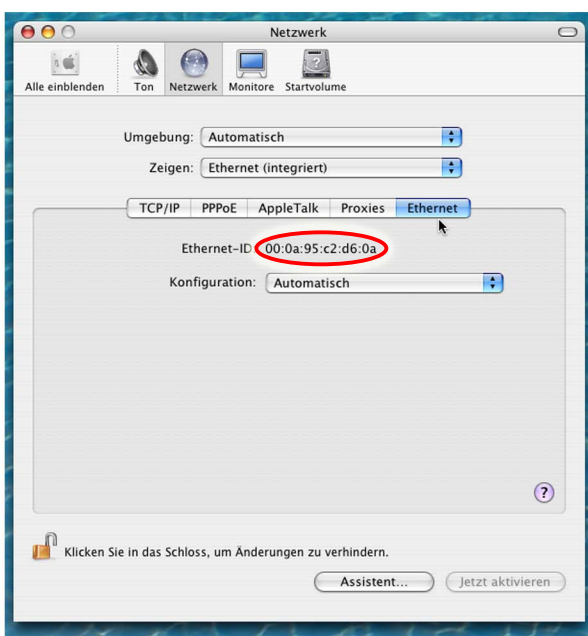 Netzwerk
Alle einblenden Ton Netzwerk Monitore Startvolume
Umgebung: Automatisch
Zeigen: Ethernet (integriert)
TCP/IP PPPoE AppleTalk Proxies Ethernet
Ethernet-ID 00:0a:95:c2:d6:0a
Konfiguration: Automatisch
?
Klicken Sie in das Schloss, um Änderungen zu verhindern.
Assistent... Jetzt aktivieren